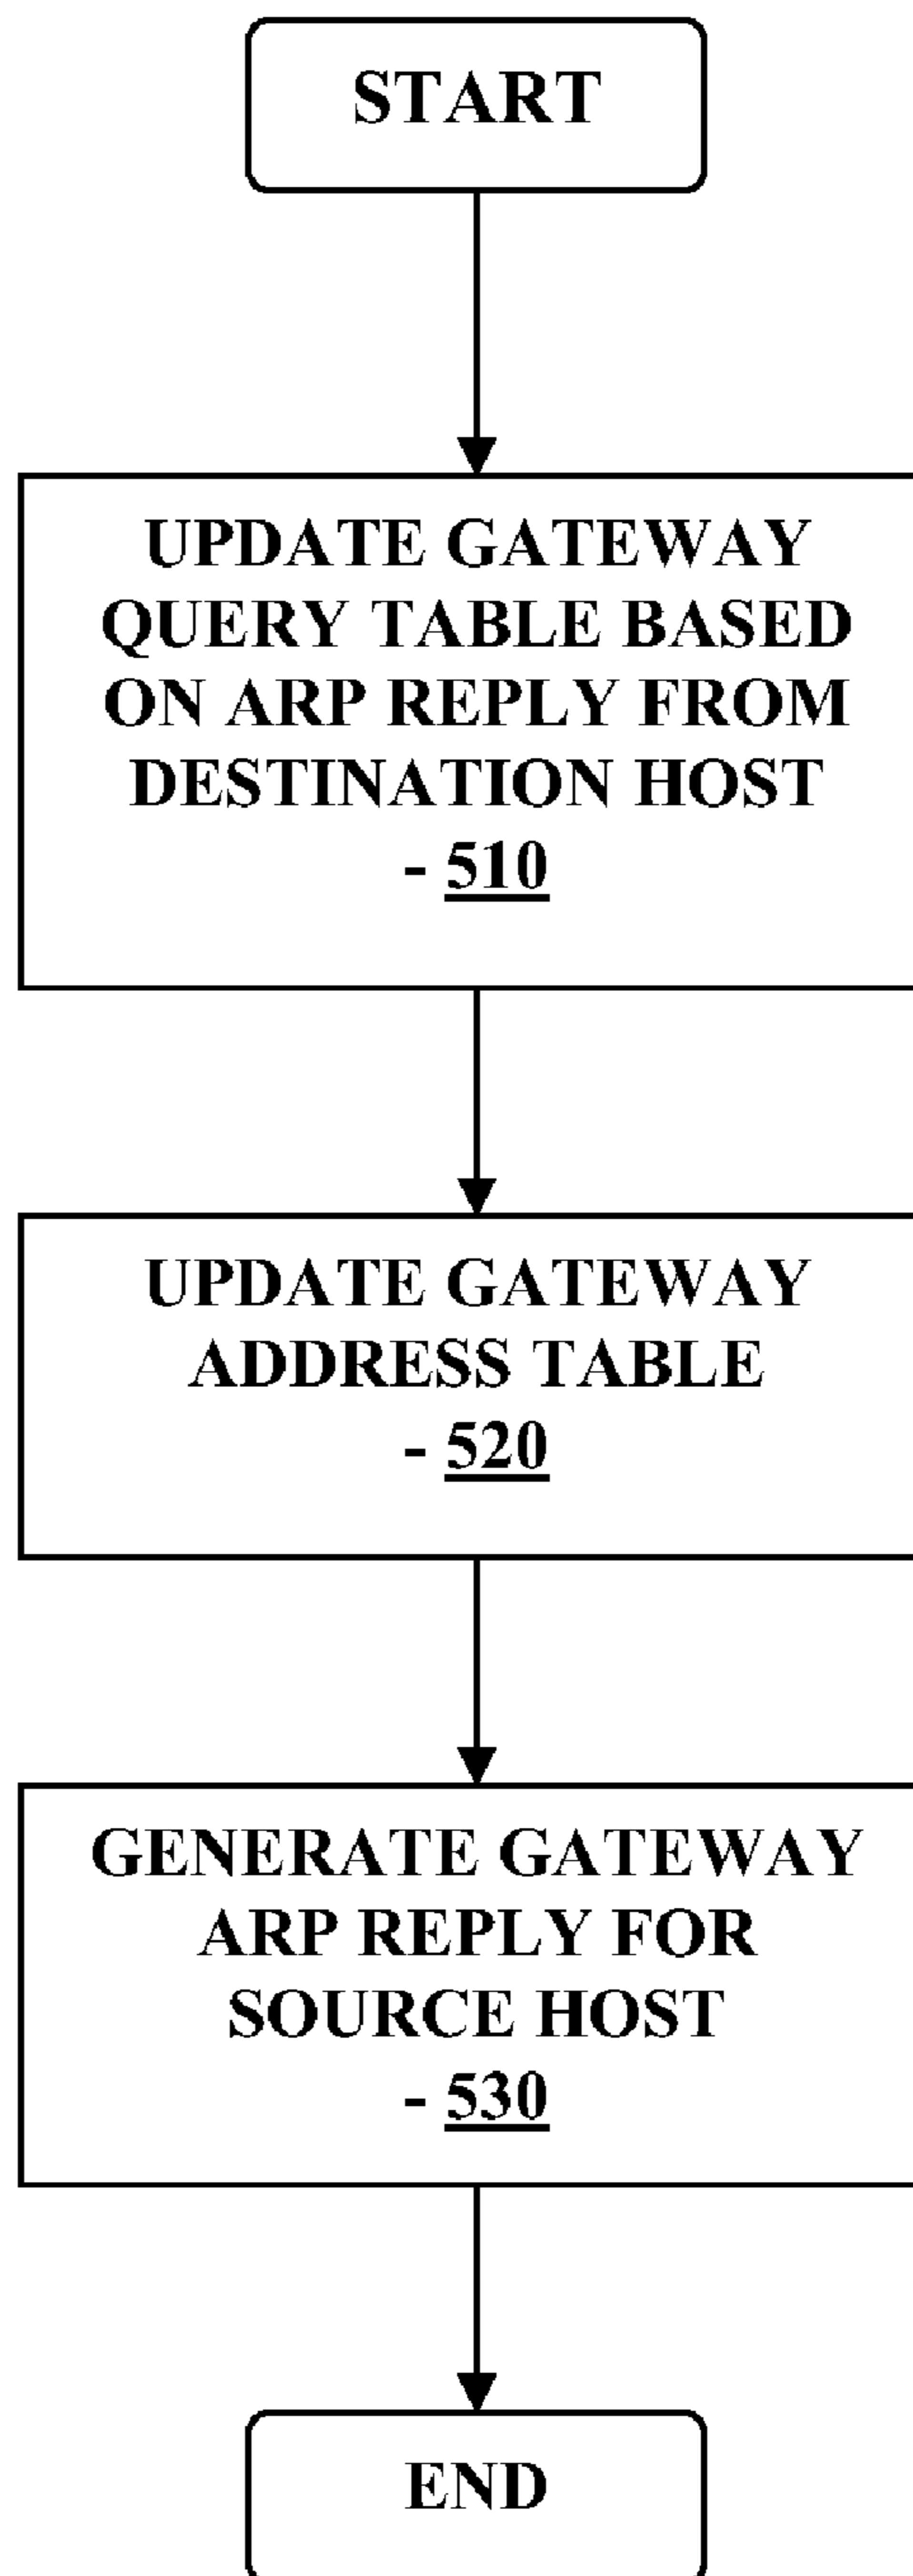 START
UPDATE GATEWAY
QUERY TABLE BASED
ON ARP REPLY FROM
DESTINATION HOST
- 510
UPDATE GATEWAY
ADDRESS TABLE
- 520
GENERATE GATEWAY
ARP REPLY FOR
SOURCE HOST
- 530
END